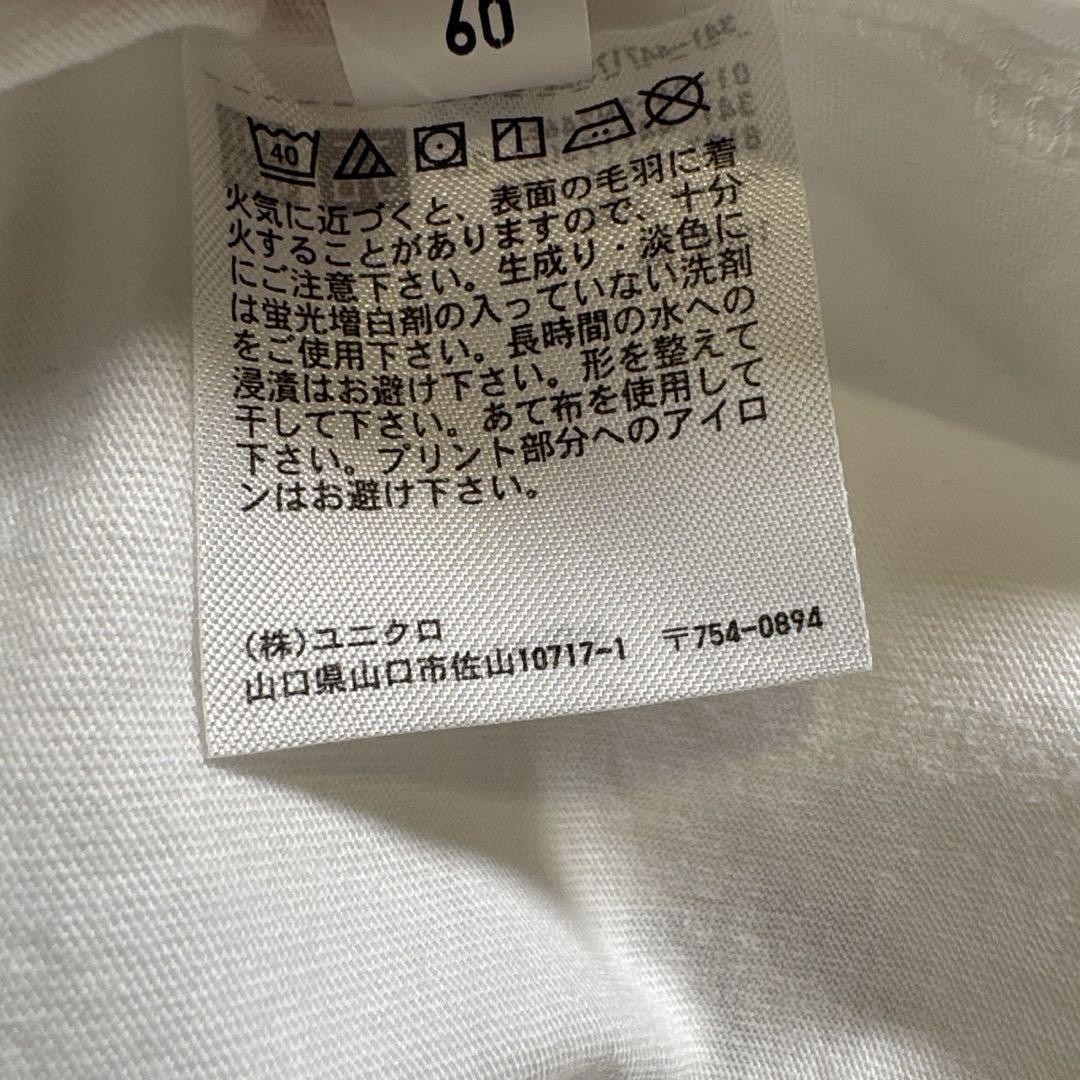 60
40
火気に近づくと、表面の毛羽に着
火することがありますので、十分
にご注意下さい。生成り・淡色に
は蛍光増白剤の入っていない洗剤
をご使用下さい。長時間の水への
浸漬はお避け下さい。形を整えて
干して下さい。あて布を使用して
下さい。プリント部分へのアイロ
ンはお避け下さい。
(株)ユニクロ
山口県山口市佐山10717-1 〒754-0894